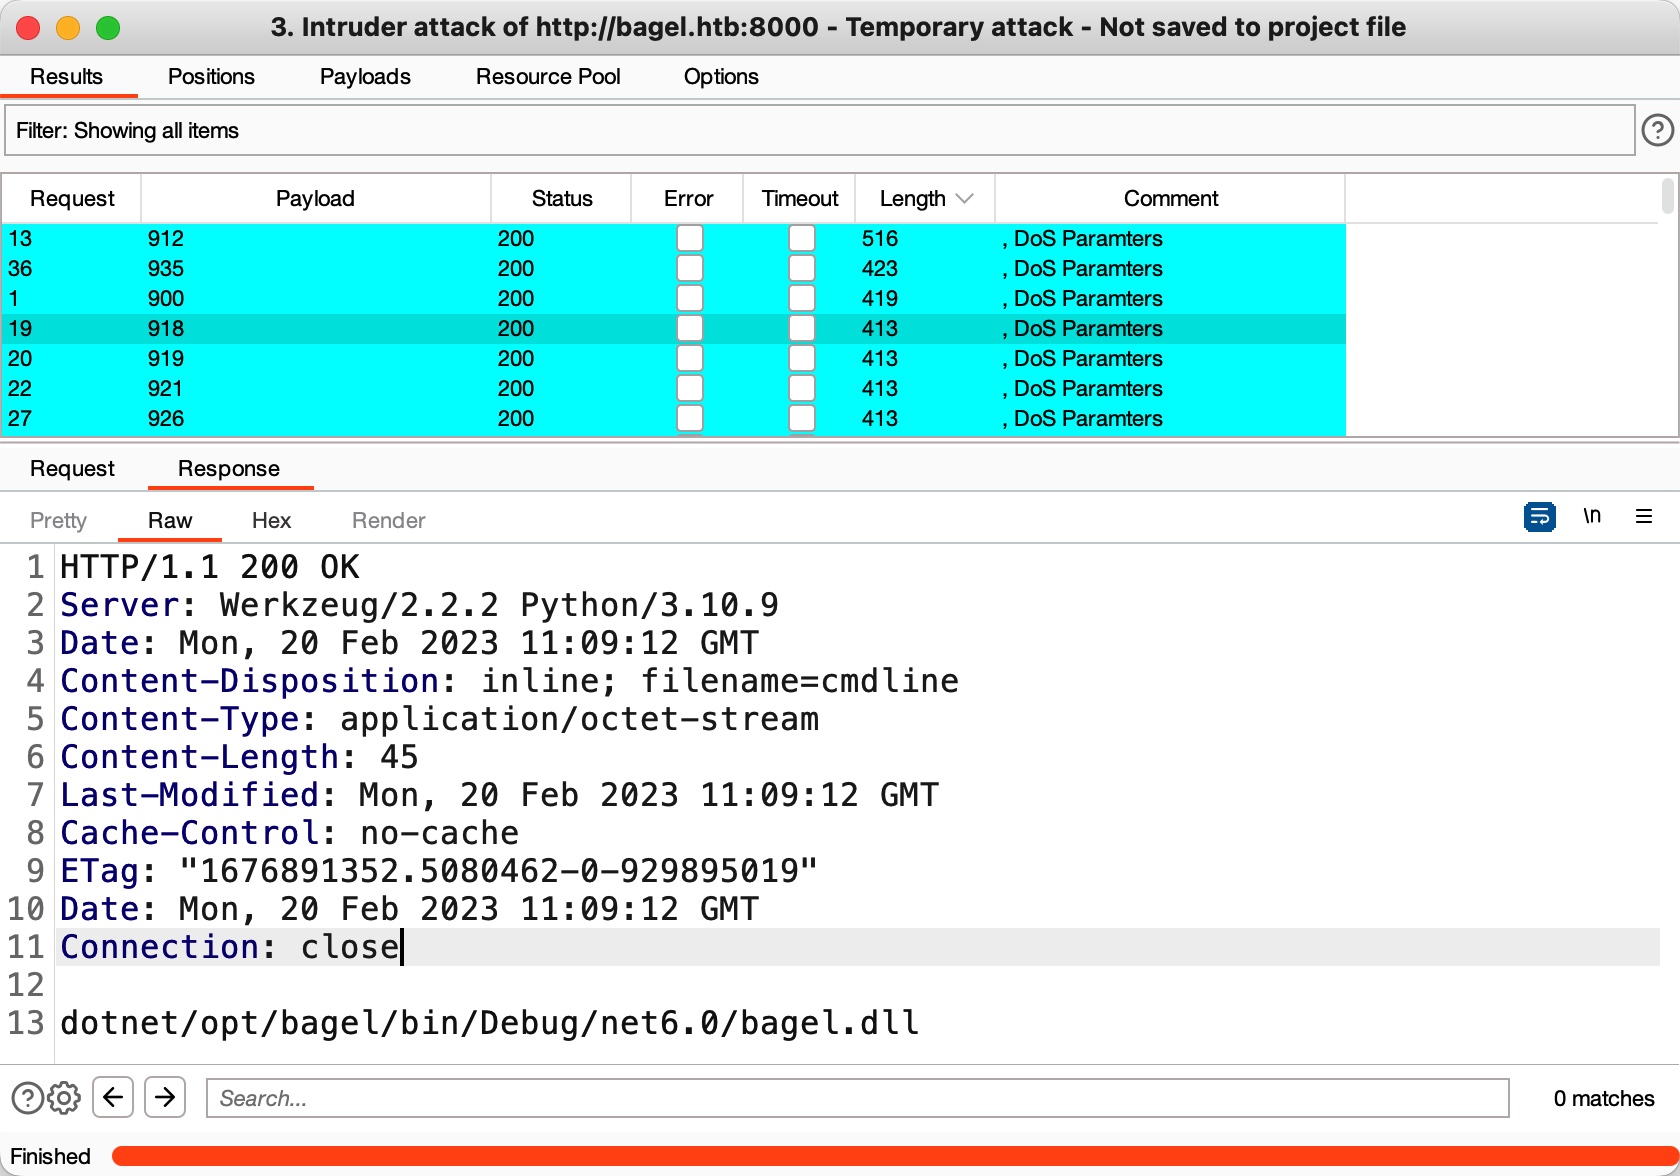 3. Intruder attack of http://bagel.htb:8000 - Temporary attack - Not saved to project file
Results Positions Payloads Resource Pool Options
Filter: Showing all items
Request Payload Status Error Timeout Length Comment
13 912 200 516 , DoS Paramters
36 935 200 423 , DoS Paramters
1 900 200 419 , DoS Paramters
19 918 200 413 , DoS Paramters
20 919 200 413 , DoS Paramters
22 921 200 413 , DoS Paramters
27 926 200 413 , DoS Paramters
Request Response
Pretty Raw Hex Render \n
1 HTTP/1.1 200 OK
2 Server: Werkzeug/2.2.2 Python/3.10.9
3 Date: Mon, 20 Feb 2023 11:09:12 GMT
4 Content-Disposition: inline; filename=cmdline
5 Content-Type: application/octet-stream
6 Content-Length: 45
7 Last-Modified: Mon, 20 Feb 2023 11:09:12 GMT
8 Cache-Control: no-cache
9 ETag: "1676891352.5080462-0-929895019"
10 Date: Mon, 20 Feb 2023 11:09:12 GMT
11 Connection: close
12
13 dotnet/opt/bagel/bin/Debug/net6.0/bagel.dll
Search... 0 matches
Finished